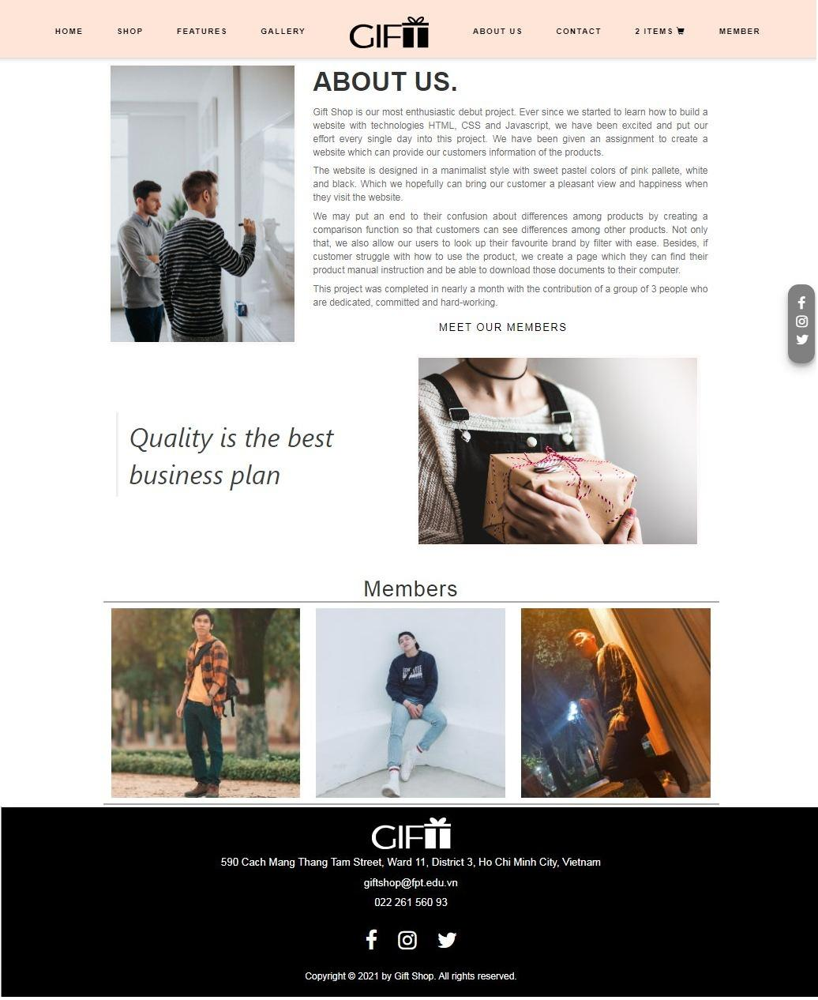 HOME SHOP FEATURES GALLERY GIF ABOUT US CONTACT 2 ITEMS MEMBER
ABOUT US.
Gift Shop is our most enthusiastic debut project. Ever since we started to learn how to build a
website with technologies HTML, CSS and Javascript, we have been excited and put our
effort every single day into this project. We have been given an assignment to create a
website which can provide our customers information of the products.
The website is designed in a manimalist style with sweet pastel colors of pink pallete, white
and black. Which we hopefully can bring our customer a pleasant view and happiness when
they visit the website.
We may put an end to their confusion about differences among products by creating a
comparison function so that customers can see differences among other products. Not only
that, we also allow our users to look up their favourite brand by filter with ease. Besides, if
customer struggle with how to use the product, we create a page which they can find their
product manual instruction and be able to download those documents to their computer.
This project was completed in nearly a month with the contribution of a group of 3 people who
are dedicated, committed and hard-working.
MEET OUR MEMBERS
Quality is the best
business plan
Members
GIF
590 Cach Mang Thang Tam Street, Ward 11, District 3, Ho Chi Minh City, Vietnam
giftshop@fpt.edu.vn
022 261 560 93
Copyright © 2021 by Gift Shop. All rights reserved.